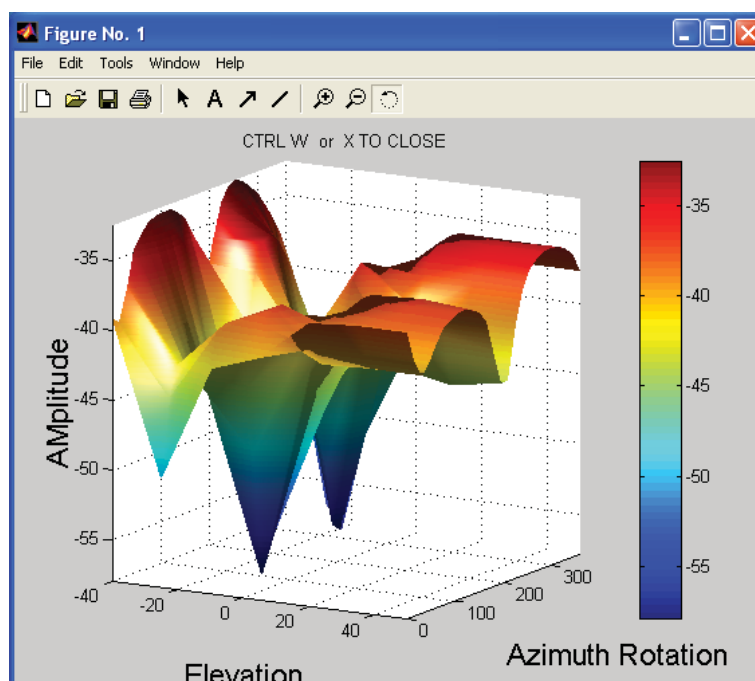 Figure No. 1
File Edit Tools Window Help
A
CTRL W or X TO CLOSE
-35
-40
-45
-50
-55
AMplitude
-40 -20 0 20 40
Elevation
0 100 200 300
Azimuth Rotation
-35
-40
-45
-50
-55